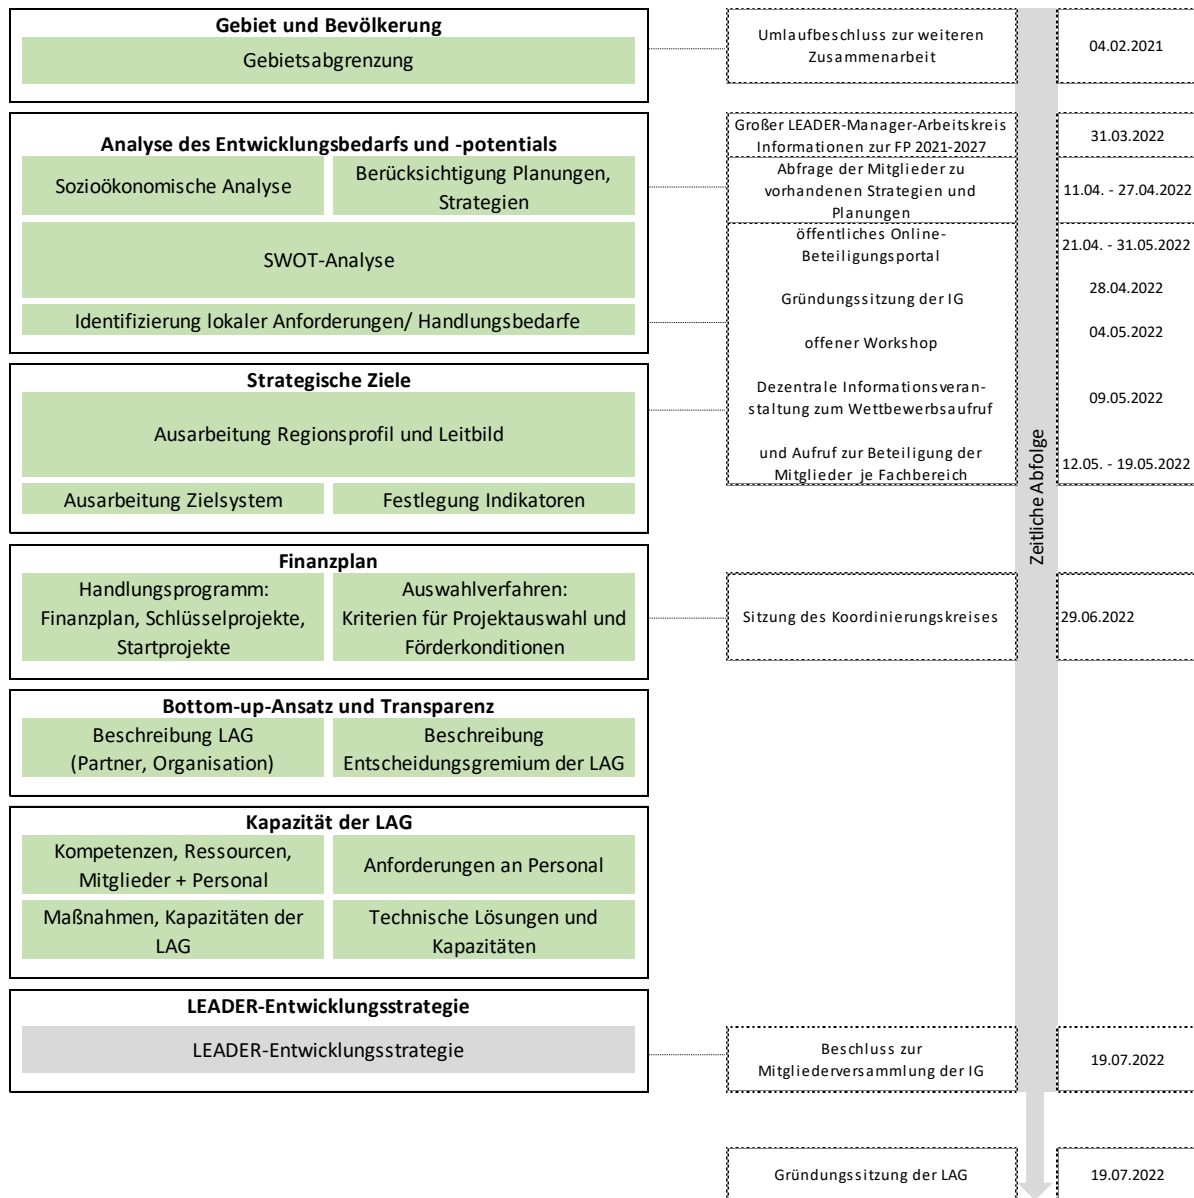 Gebiet und Bevölkerung
Gebietsabgrenzung
Umlaufbeschluss zur weiteren
Zusammenarbeit
04.02.2021
Analyse des Entwicklungsbedarfs und -potentials
Sozioökonomische Analyse
Berücksichtigung Planungen,
Strategien
SWOT-Analyse
Identifizierung lokaler Anforderungen/ Handlungsbedarfe
Großer LEADER-Manager-Arbeitskreis
Informationen zur FP 2021-2027
31.03.2022
Abfrage der Mitglieder zu
vorhandenen Strategien und
Planungen
11.04. - 27.04.2022
öffentliches Online-
Beteiligungsportal
21.04. - 31.05.2022
Gründungssitzung der IG
28.04.2022
offener Workshop
04.05.2022
Dezentrale Informationsveran-
staltung zum Wettbewerbsaufruf
09.05.2022
und Aufruf zur Beteiligung der
Mitglieder je Fachbereich
12.05. - 19.05.2022
Strategische Ziele
Ausarbeitung Regionsprofil und Leitbild
Ausarbeitung Zielsystem
Festlegung Indikatoren
Zeitliche Abfolge
Finanzplan
Handlungsprogramm:
Finanzplan, Schlüsselprojekte,
Startprojekte
Auswahlverfahren:
Kriterien für Projektauswahl und
Förderkonditionen
Sitzung des Koordinierungskreises
29.06.2022
Bottom-up-Ansatz und Transparenz
Beschreibung LAG
(Partner, Organisation)
Beschreibung
Entscheidungsgremium der LAG
Kapazität der LAG
Kompetenzen, Ressourcen,
Mitglieder + Personal
Anforderungen an Personal
Maßnahmen, Kapazitäten der
LAG
Technische Lösungen und
Kapazitäten
LEADER-Entwicklungsstrategie
LEADER-Entwicklungsstrategie
Beschluss zur
Mitgliederversammlung der IG
19.07.2022
Gründungssitzung der LAG
19.07.2022